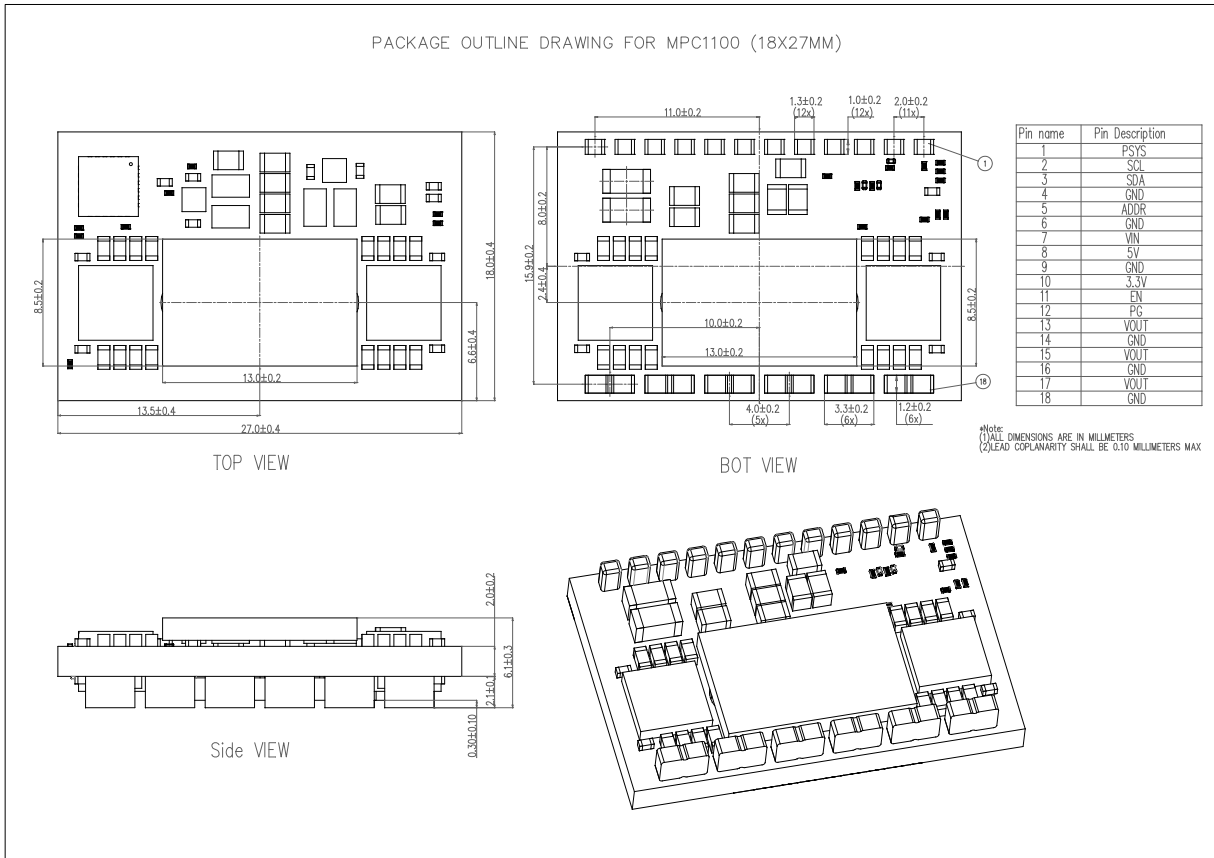 PACKAGE OUTLINE DRAWING FOR MPC1100 (18X27MM)
11.0±0.2
1.3±0.2
(12x)
1.0±0.2
(12x)
2.0±0.2
(11x)
1
8.0±0.2
15.9±0.2
2.4±0.4
10.0±0.2
13.0±0.2
8.5±0.2
18
4.0±0.2
(5x)
3.3±0.2
(6x)
1.2±0.2
(6x)
BOT VIEW
8.5±0.2
18.0±0.4
6.6±0.4
13.0±0.2
13.5±0.4
27.0±0.4
TOP VIEW
Pin name Pin Description
1 PSYS
2 SCL
3 SDA
4 GND
5 ADDR
6 GND
7 VIN
8 5V
9 GND
10 3.3V
11 EN
12 PG
13 VOUT
14 GND
15 VOUT
16 GND
17 VOUT
18 GND
*Note:
(1)ALL DIMENSIONS ARE IN MILLMETERS
(2)LEAD COPLANARITY SHALL BE 0.10 MILLIMETERS MAX
2.0±0.2
6.1±0.3
2.1±0.1
0.30±0.10
Side VIEW